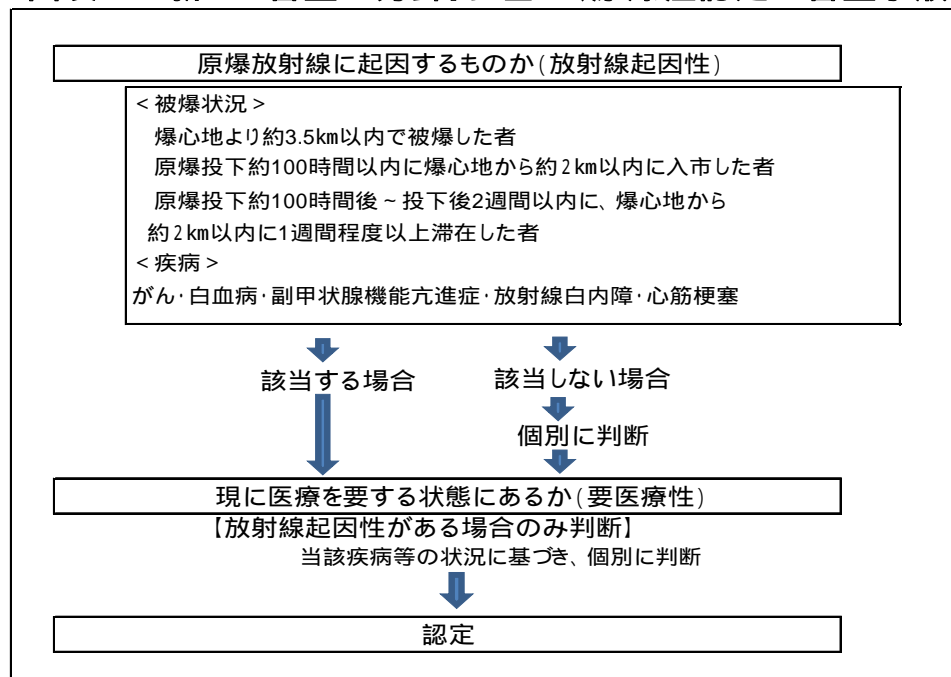 原爆放射線に起因するものか(放射線起因性)
<被爆状況>
爆心地より約3.5km以内で被爆した者
原爆投下約100時間以内に爆心地から約2km以内に入市した者
原爆投下約100時間後~投下後2週間以内に、爆心地から
約2km以内に1週間程度以上滞在した者
<疾病>
がん・白血病・副甲状腺機能亢進症・放射線白内障・心筋梗塞
該当する場合 該当しない場合
個別に判断
現に医療を要する状態にあるか(要医療性)
【放射線起因性がある場合のみ判断】
当該疾病等の状況に基づき、個別に判断
認定